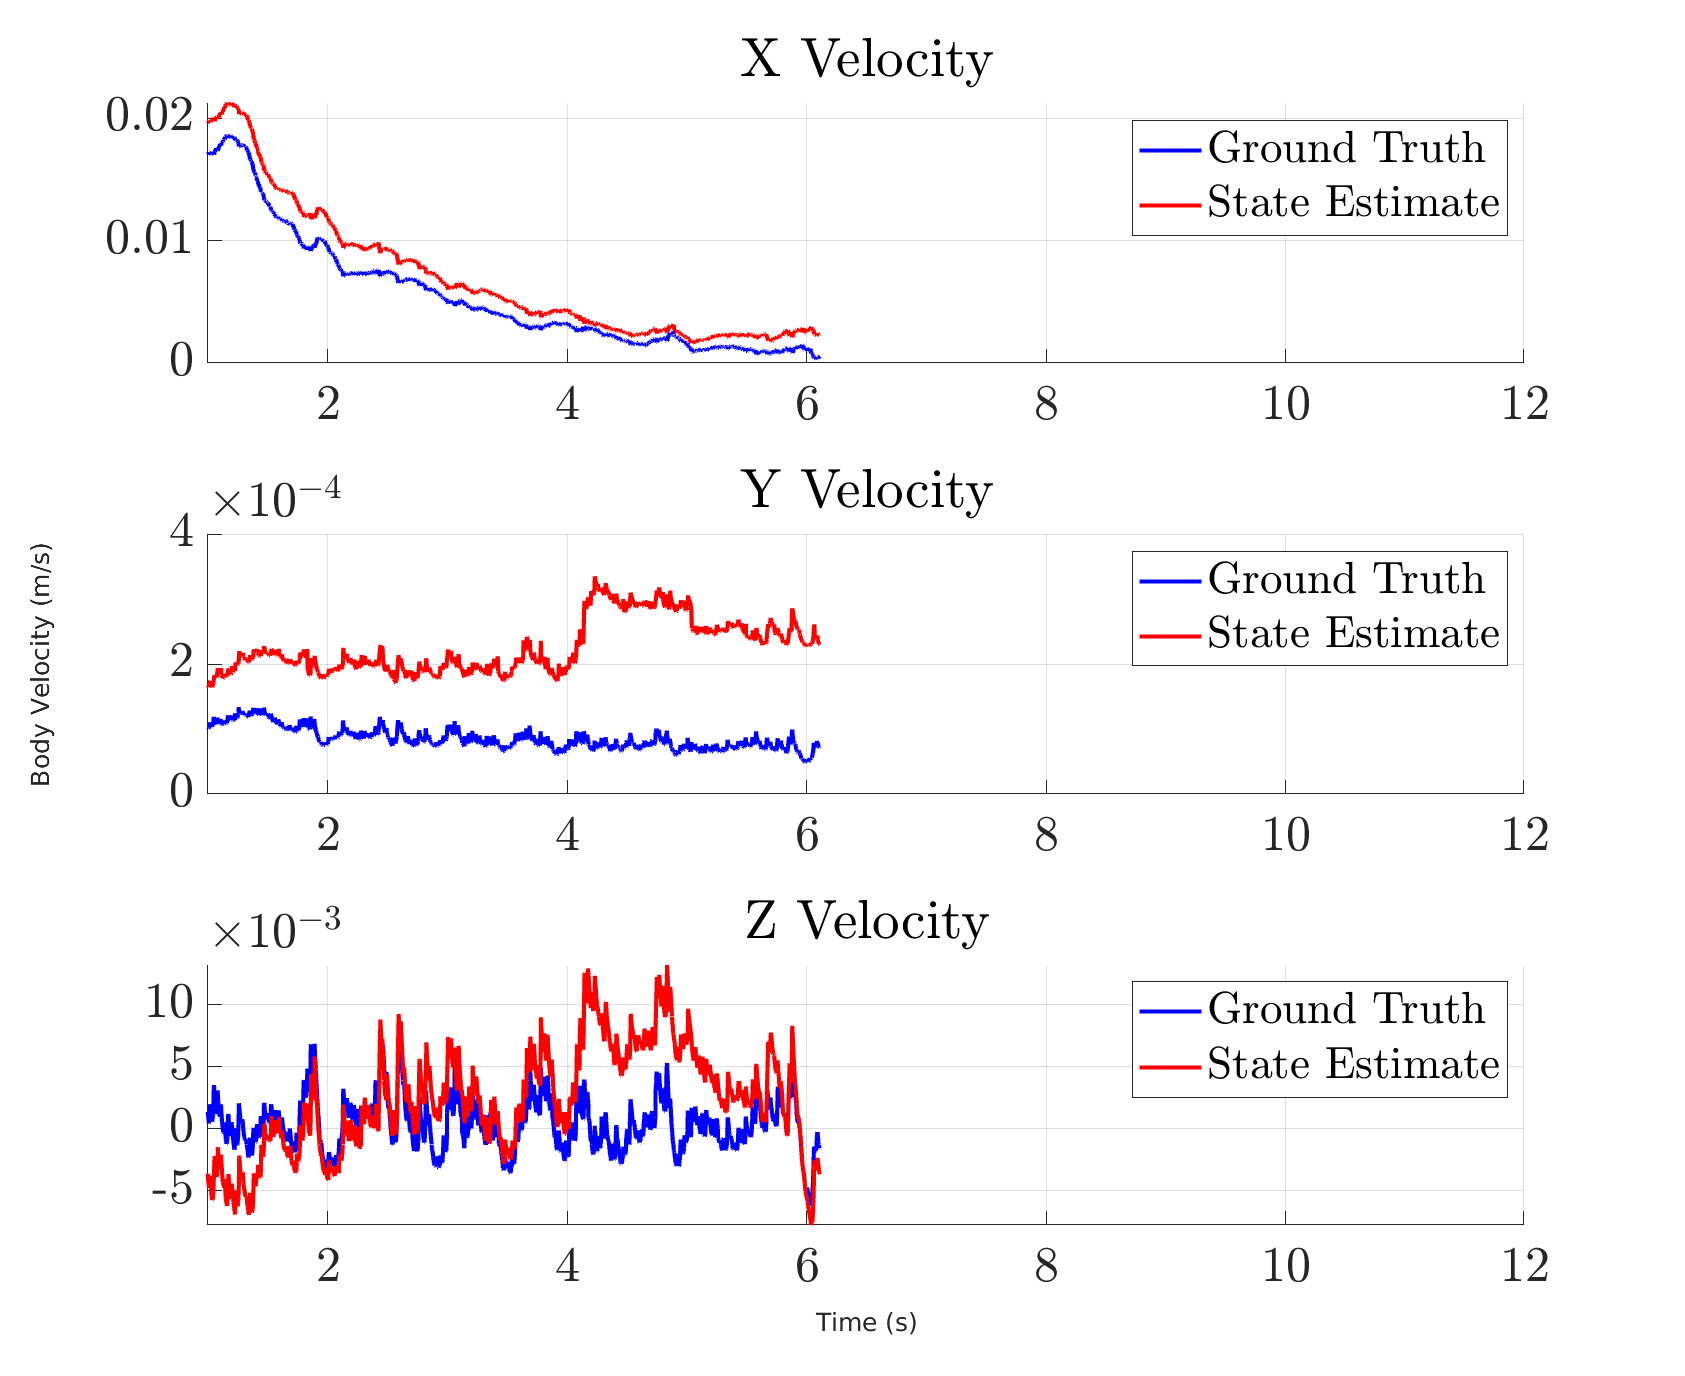 X Velocity
0.02
0.01
0
2 4 6 8 10 12
Ground Truth
State Estimate
Y Velocity
×10⁻⁴
4
2
0
2 4 6 8 10 12
Ground Truth
State Estimate
Body Velocity (m/s)
Z Velocity
×10⁻³
10
5
0
-5
2 4 6 8 10 12
Ground Truth
State Estimate
Time (s)